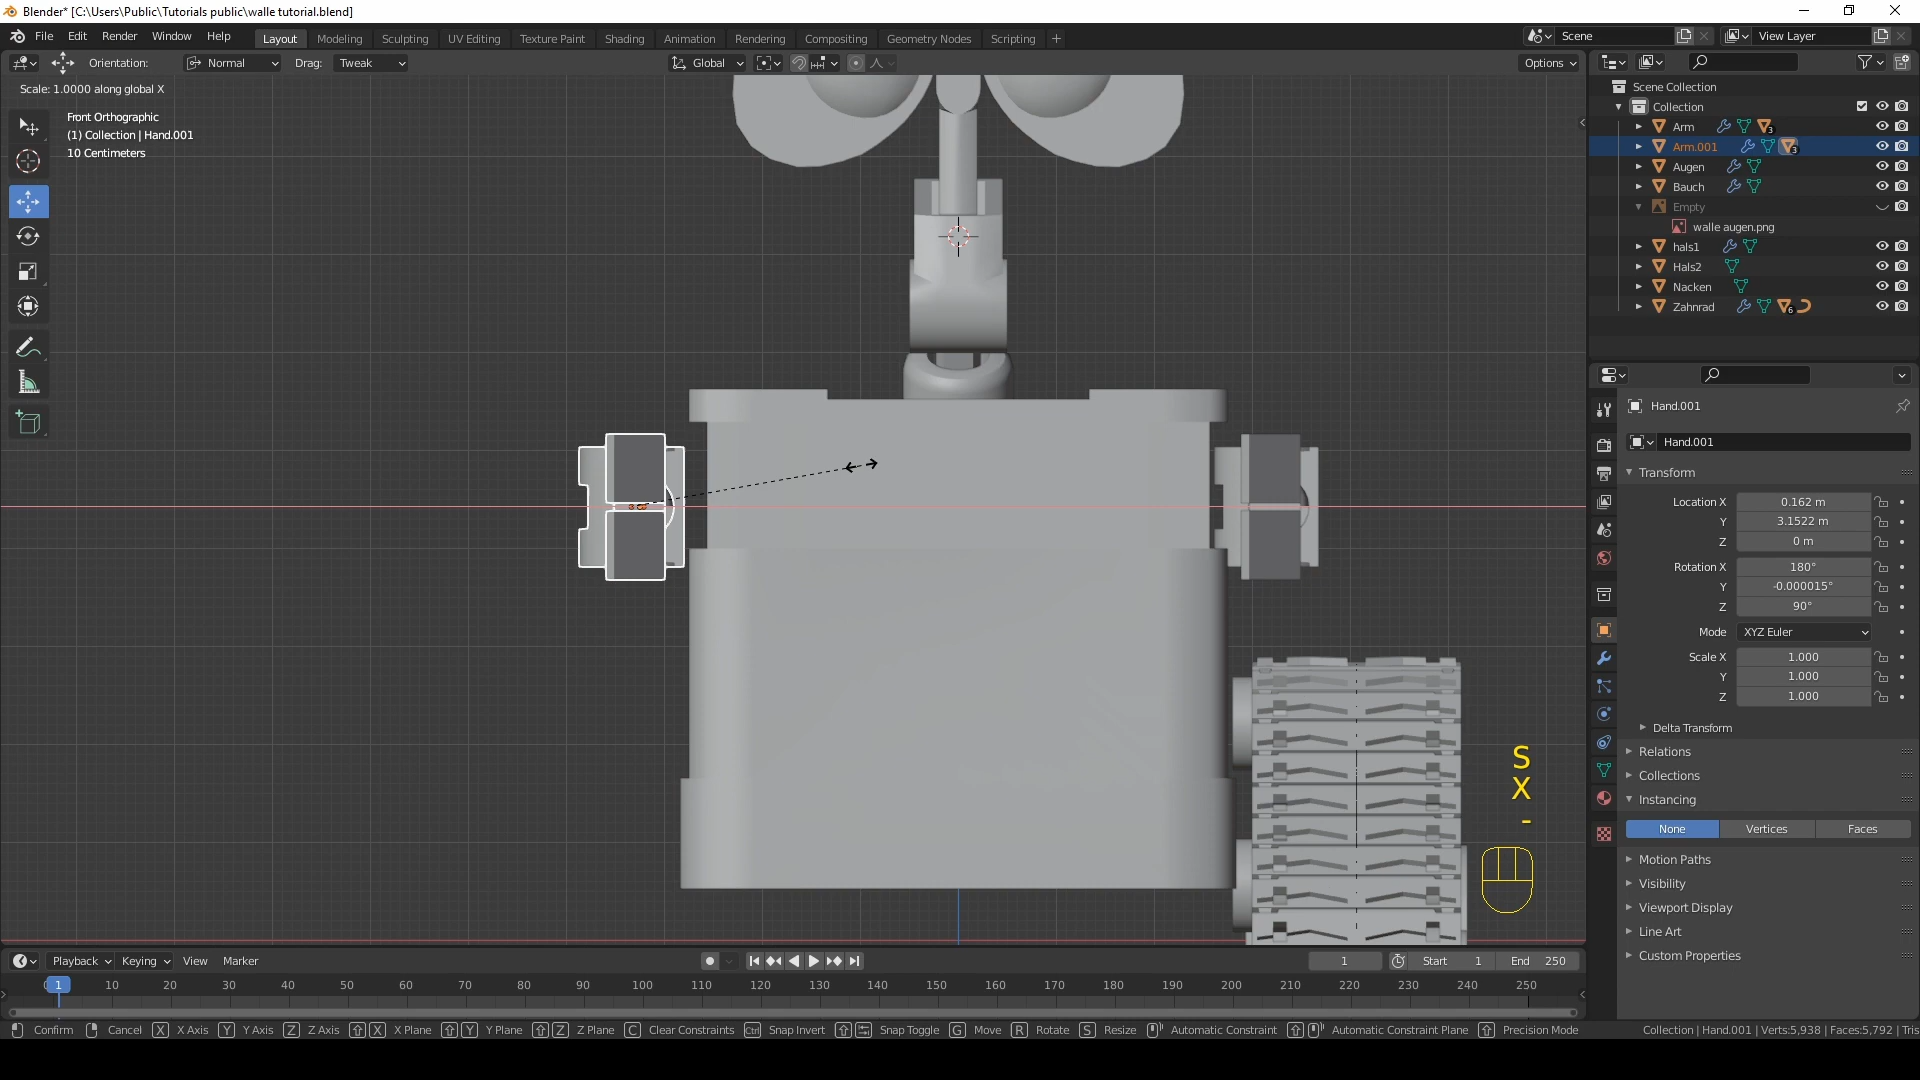 Blender* [C:\Users\Public\Tutorials public\walle tutorial.blend]
File Edit Render Window Help Layout Modeling Sculpting UV Editing Texture Paint Shading Animation Rendering Compositing Geometry Nodes Scripting + Scene View Layer
Orientation: Normal Drag: Tweak Global Options
Scale: 1.0000 along global X
Front Orthographic
(1) Collection | Hand.001
10 Centimeters
Scene Collection
Collection
Arm 3
Arm.001 3
Augen
Bauch
Empty
walle augen.png
hals1
Hals2
Nacken
Zahnrad 6
Hand.001
Hand.001
Transform
Location X 0.162 m
Y 3.1522 m
Z 0 m
Rotation X 180°
Y -0.000015°
Z 90°
Mode XYZ Euler
Scale X 1.000
Y 1.000
Z 1.000
Delta Transform
Relations
Collections
Instancing
None Vertices Faces
Motion Paths
Visibility
Viewport Display
Line Art
Custom Properties
S
X
-
Playback Keying View Marker 1 Start 1 End 250
1 10 20 30 40 50 60 70 80 90 100 110 120 130 140 150 160 170 180 190 200 210 220 230 240 250
Confirm Cancel X X Axis Y Y Axis Z Z Axis X X Plane Y Y Plane Z Z Plane C Clear Constraints Ctrl Snap Invert Snap Toggle G Move R Rotate S Resize Automatic Constraint Automatic Constraint Plane Precision Mode Collection | Hand.001 | Verts:5,938 | Faces:5,792 | Tris